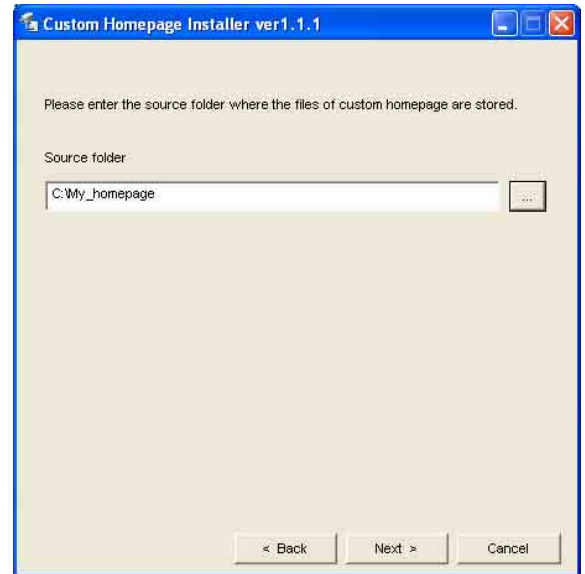 Custom Homepage Installer ver1.1.1
Please enter the source folder where the files of custom homepage are stored.
Source folder
C:\My_homepage
...
< Back
Next >
Cancel